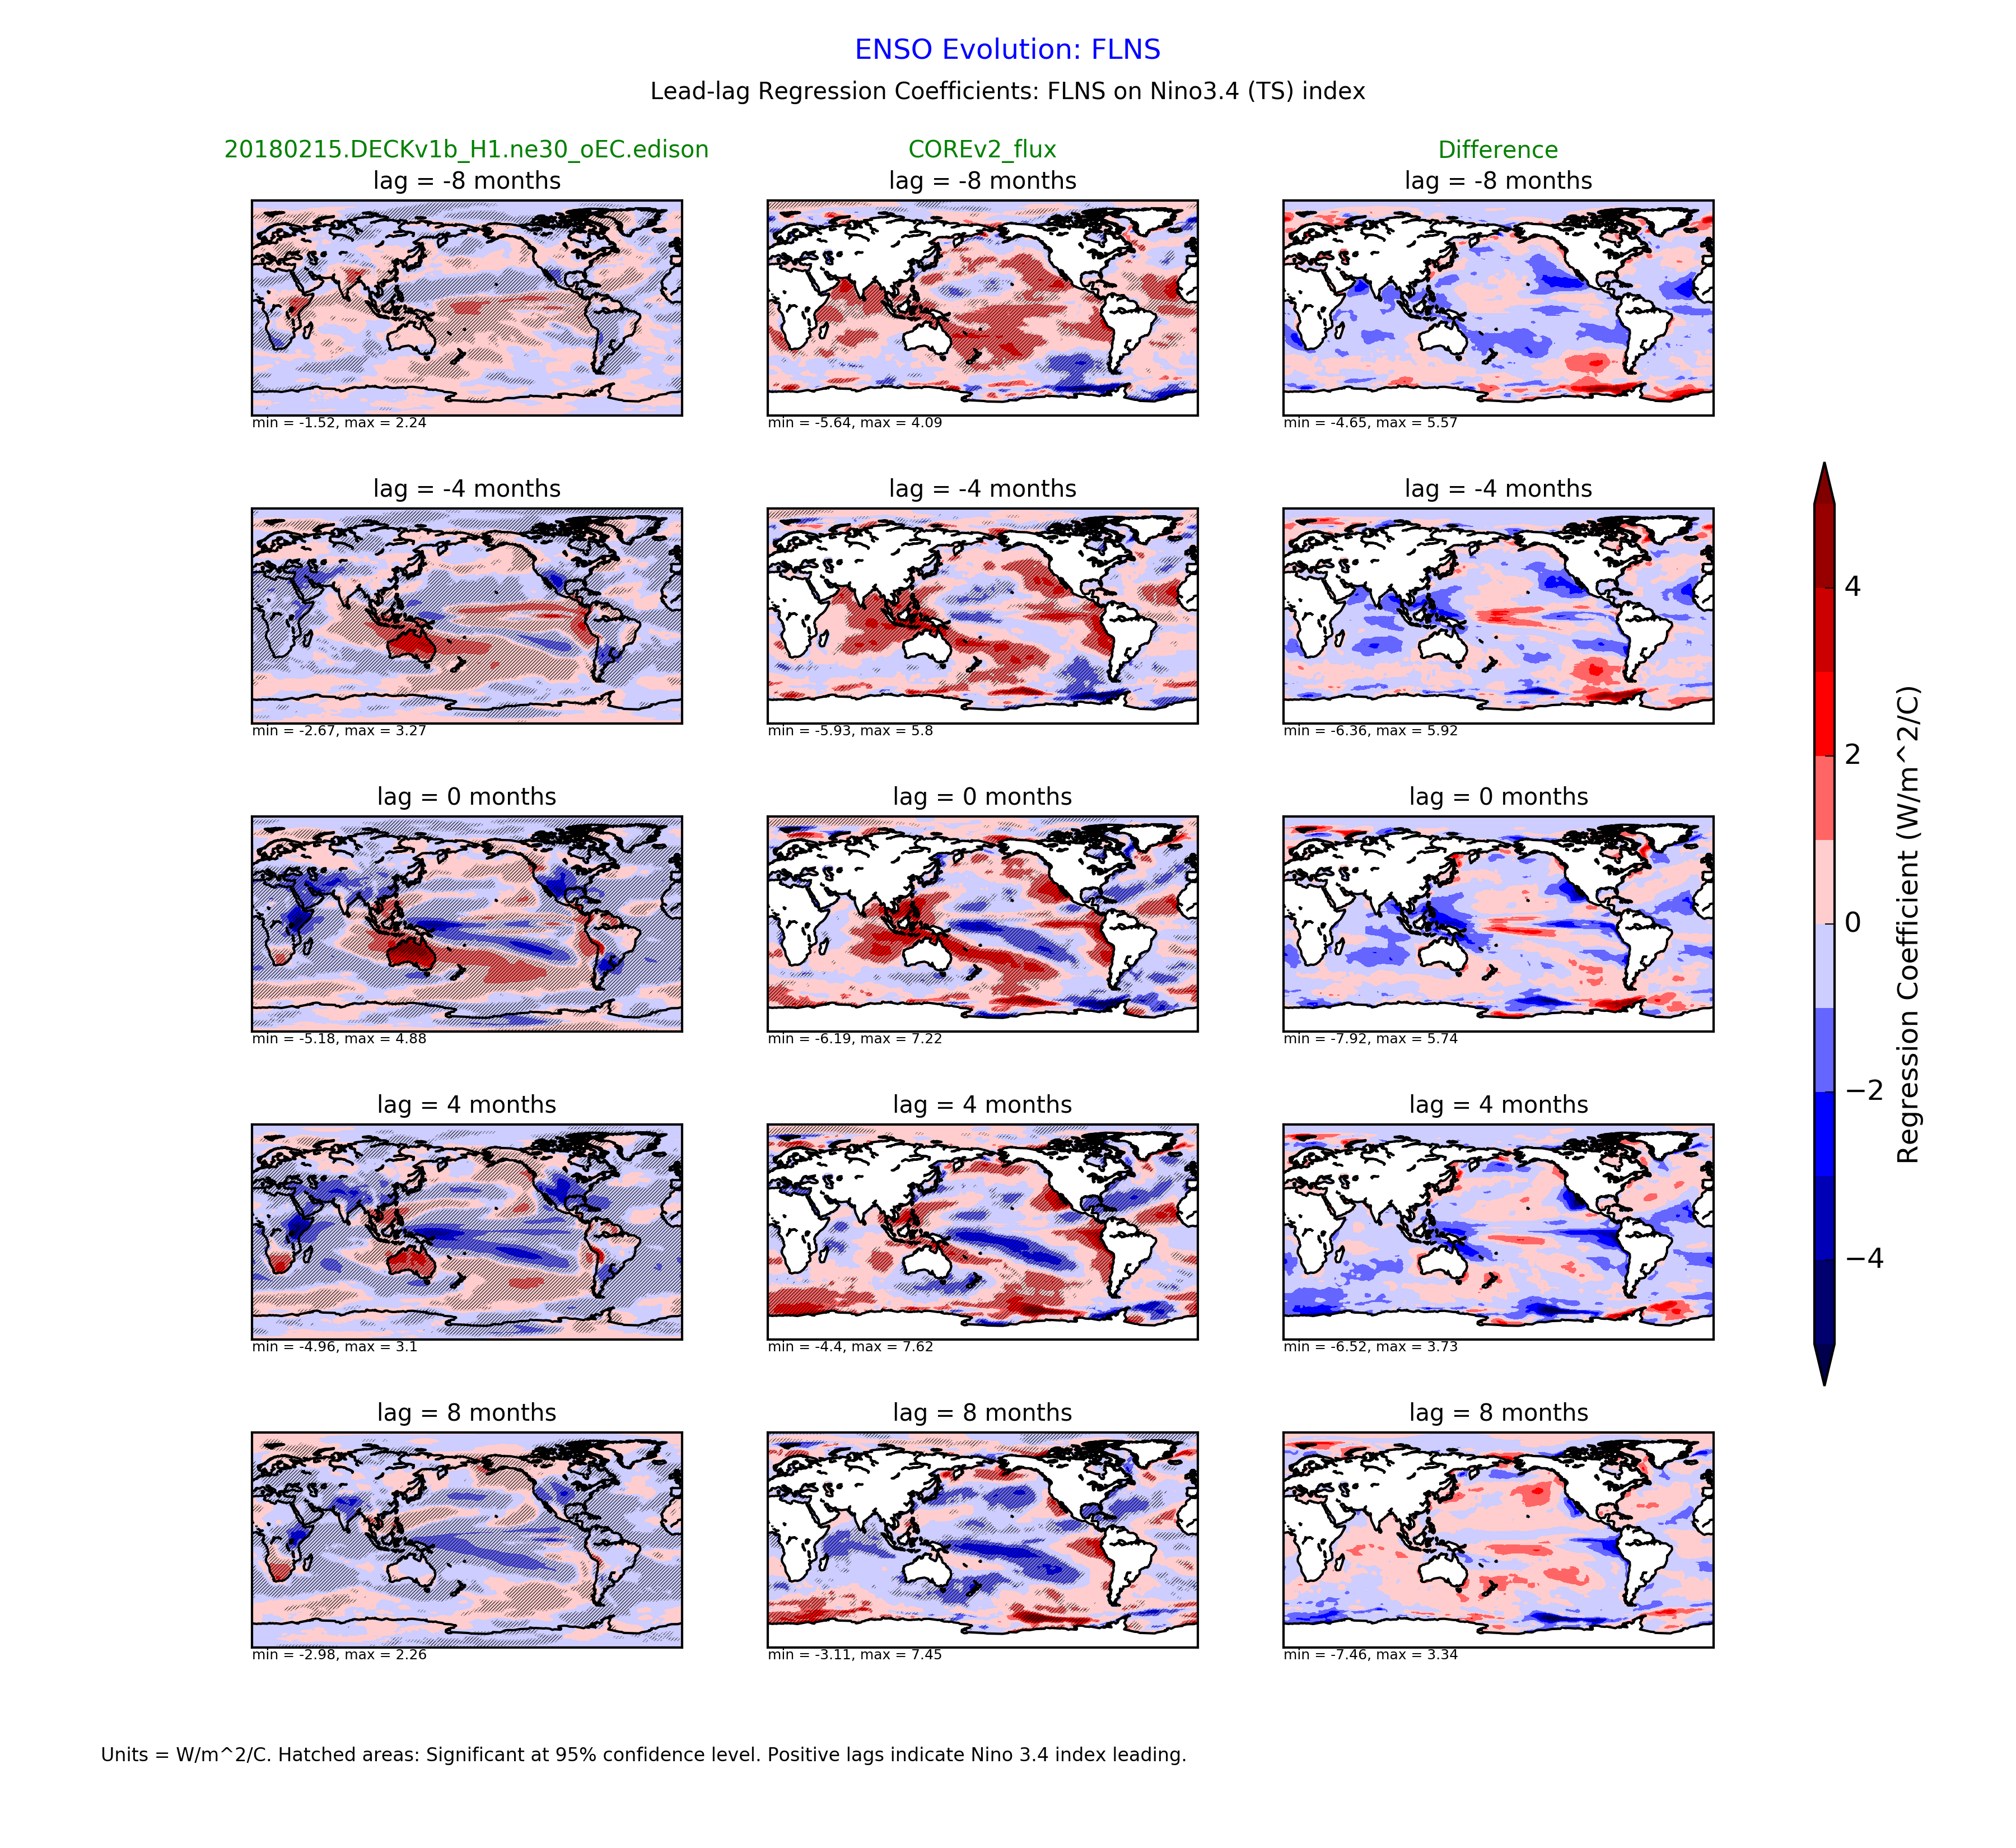 ENSO Evolution: FLNS
Lead-lag Regression Coefficients: FLNS on Nino3.4 (TS) index
20180215.DECKv1b_H1.ne30_oEC.edison
COREv2_flux
Difference
lag = -8 months
lag = -8 months
lag = -8 months
min = -1.52, max = 2.24
min = -5.64, max = 4.09
min = -4.65, max = 5.57
lag = -4 months
lag = -4 months
lag = -4 months
min = -2.67, max = 3.27
min = -5.93, max = 5.8
min = -6.36, max = 5.92
lag = 0 months
lag = 0 months
lag = 0 months
min = -5.18, max = 4.88
min = -6.19, max = 7.22
min = -7.92, max = 5.74
lag = 4 months
lag = 4 months
lag = 4 months
min = -4.96, max = 3.1
min = -4.4, max = 7.62
min = -6.52, max = 3.73
lag = 8 months
lag = 8 months
lag = 8 months
min = -2.98, max = 2.26
min = -3.11, max = 7.45
min = -7.46, max = 3.34
4
2
0
−2
−4
Regression Coefficient (W/m^2/C)
Units = W/m^2/C. Hatched areas: Significant at 95% confidence level. Positive lags indicate Nino 3.4 index leading.